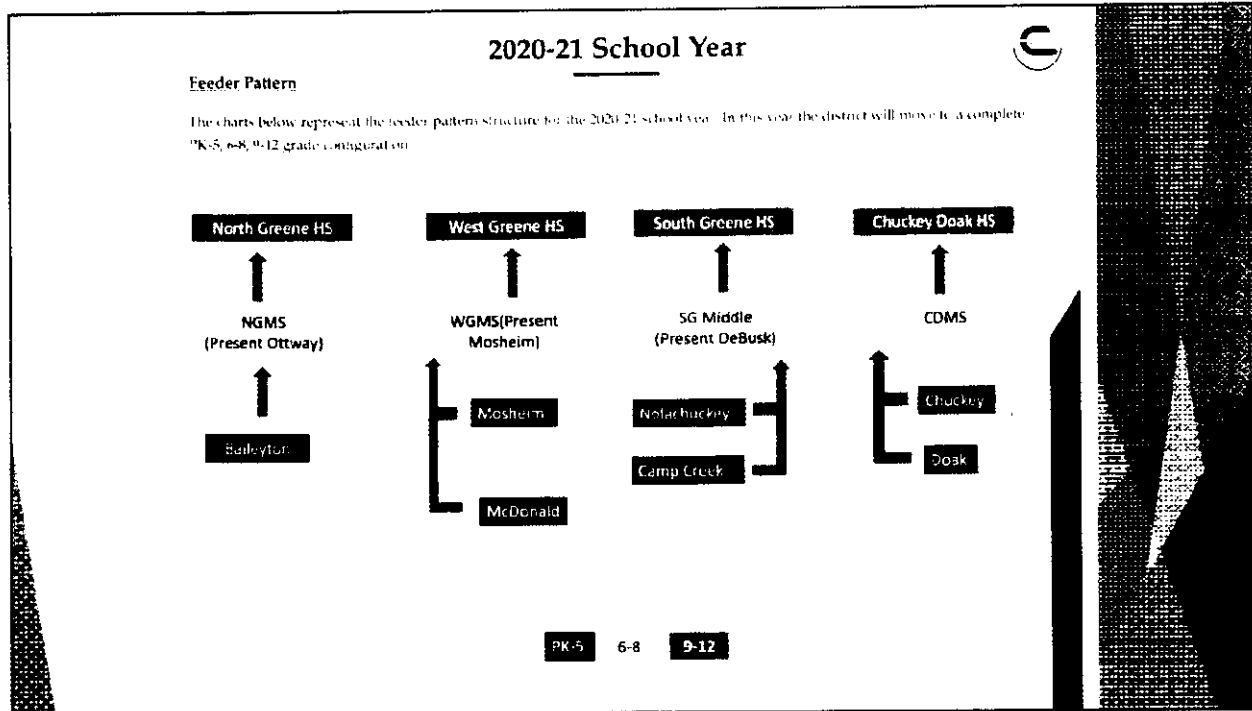 2020-21 School Year
Feeder Pattern
The charts below represent the feeder pattern structure for the 2020-21 school year. In this year the district will move to a complete
PK-5, 6-8, 9-12 grade configuration
North Greene HS
West Greene HS
South Greene HS
Chuckey Doak HS
NGMS
(Present Ottway)
WGMS(Present
Mosheim)
SG Middle
(Present DeBusk)
CDMS
Baileyton
Mosheim
McDonald
Nolachuckey
Camp Creek
Chuckey
Doak
PK-5 6-8 9-12